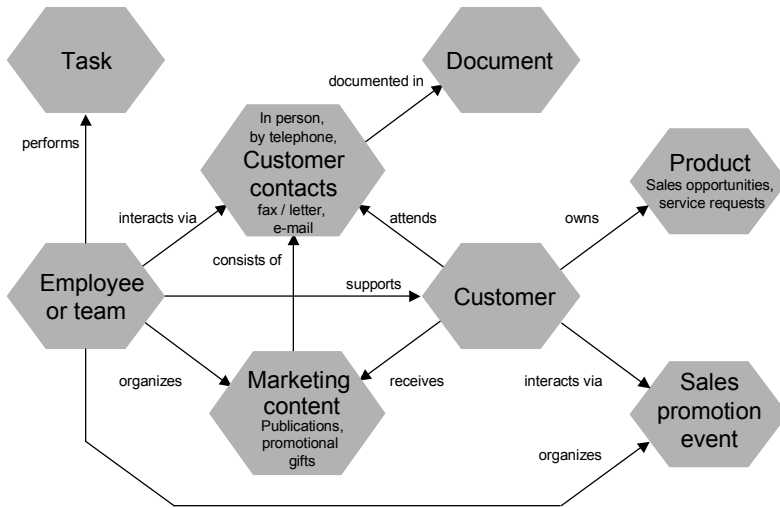 Task
Document
documented in
In person,
by telephone,
Customer
contacts
fax / letter,
e-mail
performs
Product
Sales opportunities,
service requests
interacts via
attends
owns
consists of
Employee
or team
supports
Customer
organizes
Marketing
content
Publications,
promotional
gifts
receives
interacts via
Sales
promotion
event
organizes